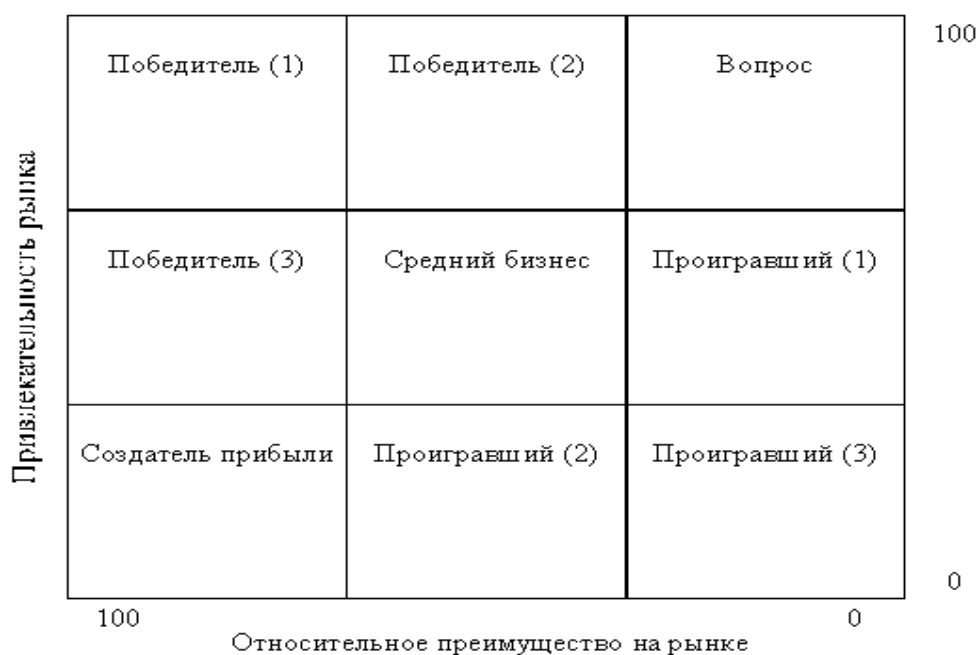 Победитель (1) Победитель (2) Вопрос 100
Привлекательность рынка
Победитель (3) Средний бизнес Проигравший (1)
Создатель прибыли Проигравший (2) Проигравший (3)
0
100 0
Относительное преимущество на рынке